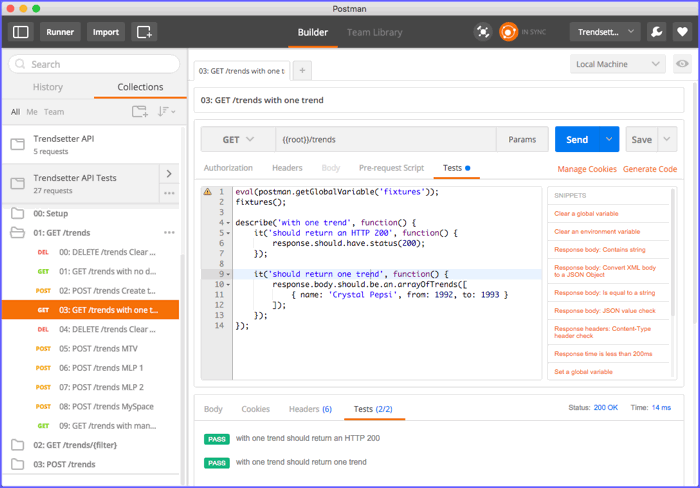 Postman
Runner
Import
Builder
Team Library
IN SYNC
Trendsett...
Search
History
Collections
All Me Team
Trendsetter API
5 requests
Trendsetter API Tests
27 requests
00: Setup
01: GET /trends
DEL 00: DELETE /trends Clear ...
GET 01: GET /trends with no d...
POST 02: POST /trends Create t...
GET 03: GET /trends with one t...
DEL 04: DELETE /trends Clear ...
POST 05: POST /trends MTV
POST 06: POST /trends MLP 1
POST 07: POST /trends MLP 2
POST 08: POST /trends MySpace
GET 09: GET /trends with man...
02: GET /trends/{filter}
03: POST /trends
03: GET /trends with one t
+
Local Machine
03: GET /trends with one trend
GET
{{root}}/trends
Params
Send
Save
Authorization
Headers
Body
Pre-request Script
Tests
Manage Cookies
Generate Code
1 eval(postman.getGlobalVariable('fixtures'));
2 fixtures();
3
4 describe('with one trend', function() {
5 it('should return an HTTP 200', function() {
6 response.should.have.status(200);
7 });
8
9 it('should return one trend', function() {
10 response.body.should.be.an.arrayOfTrends([
11 { name: 'Crystal Pepsi', from: 1992, to: 1993 }
12 ]);
13 });
14 });
SNIPPETS
Clear a global variable
Clear an environment variable
Response body: Contains string
Response body: Convert XML body
to a JSON Object
Response body: Is equal to a string
Response body: JSON value check
Response headers: Content-Type
header check
Response time is less than 200ms
Set a global variable
Body
Cookies
Headers (6)
Tests (2/2)
Status: 200 OK
Time: 14 ms
PASS with one trend should return an HTTP 200
PASS with one trend should return one trend